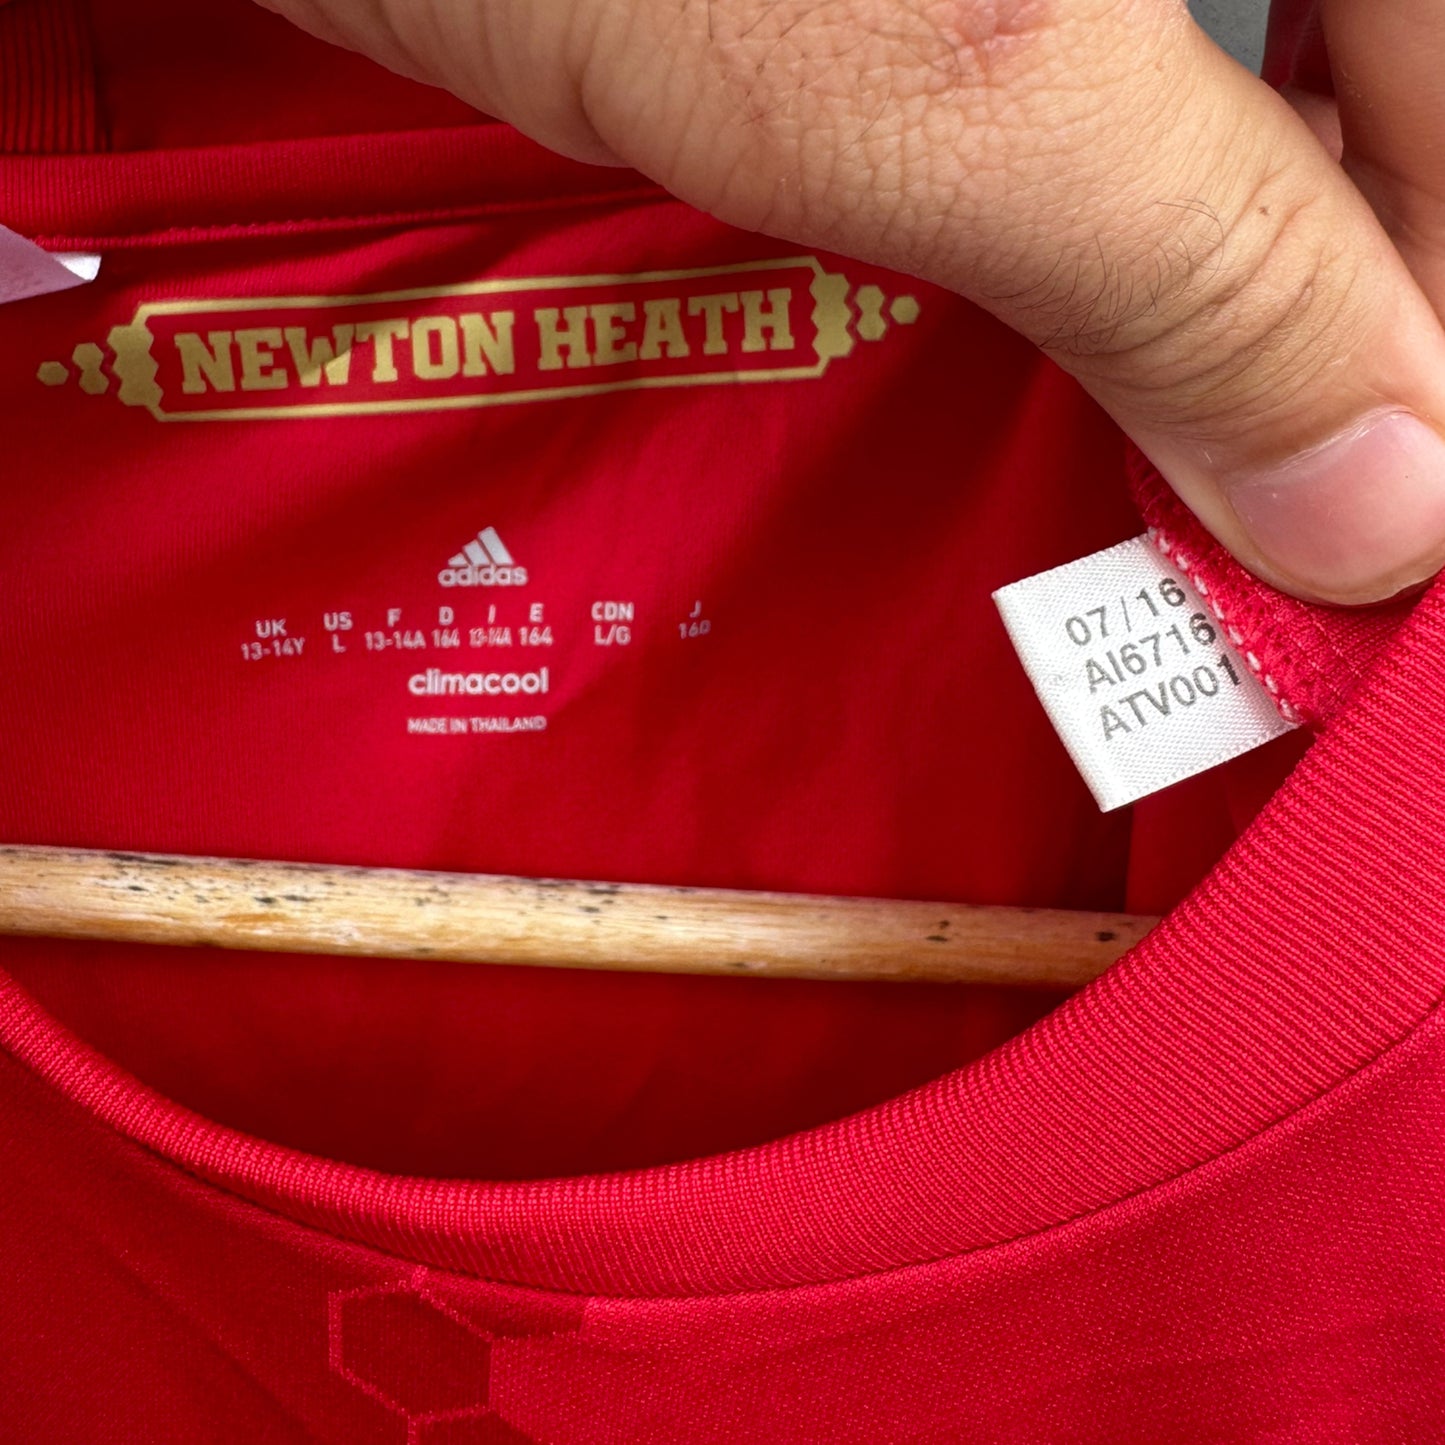 NEWTON HEATH
adidas
UK US F D I E CDN J
13-14Y L 13-14A 164 13-14A 164 L/G 160
climacool
MADE IN THAILAND
07/16
AI6716
ATV001